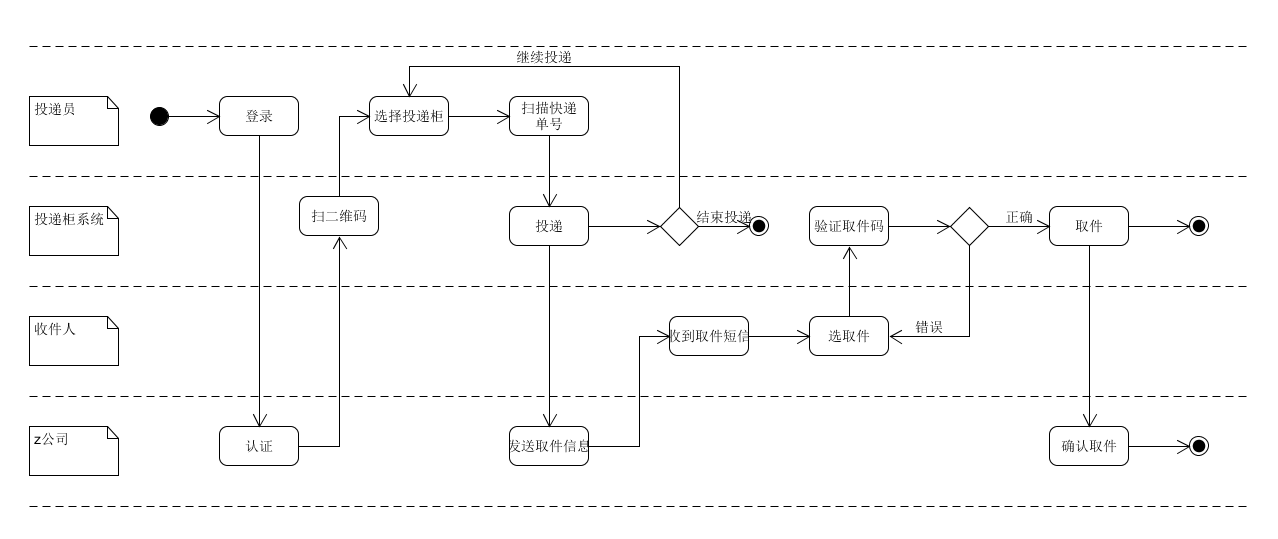 继续投递
投递员
登录
选择投递柜
扫描快递
单号
投递柜系统
扫二维码
投递
结束投递
验证取件码
正确
取件
收件人
收到取件短信
选取件
错误
z公司
认证
发送取件信息
确认取件